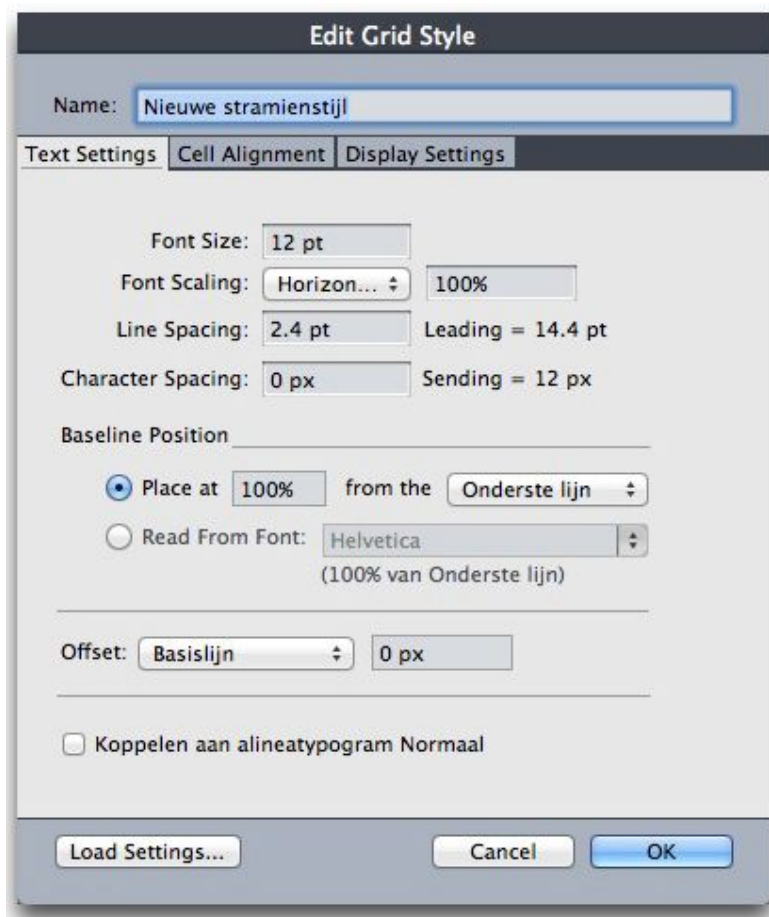 Edit Grid Style
Name: Nieuwe stramienstijl
Text Settings Cell Alignment Display Settings
Font Size: 12 pt
Font Scaling: Horizon... 100%
Line Spacing: 2.4 pt Leading = 14.4 pt
Character Spacing: 0 px Sending = 12 px
Baseline Position
Place at 100% from the Onderste lijn
Read From Font: Helvetica
(100% van Onderste lijn)
Offset: Basislijn 0 px
Koppelen aan alineatypogram Normaal
Load Settings... Cancel OK